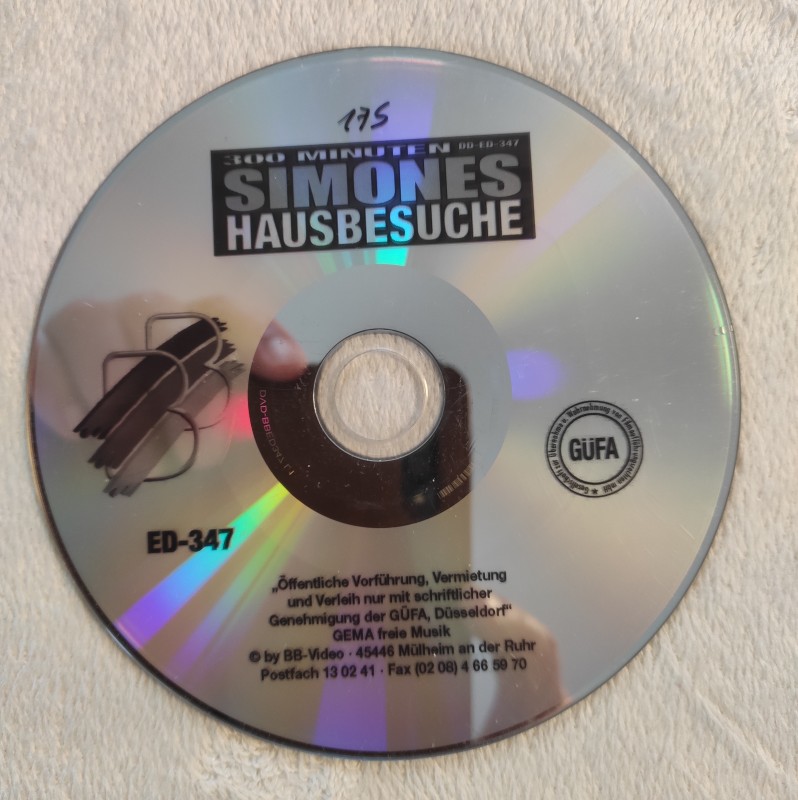 175
300 MINUTEN DD-ED-347
SIMONES
HAUSBESUCHE
GÜFA
ED-347
„Öffentliche Vorführung, Vermietung
und Verleih nur mit schriftlicher
Genehmigung der GÜFA, Düsseldorf“
GEMA freie Musik
© by BB-Video · 45446 Mülheim an der Ruhr
Postfach 13 02 41 · Fax (02 08) 4 66 59 70